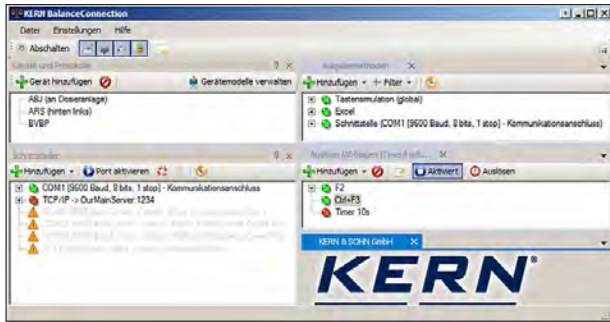 KERN BalanceConnection
Datei Einstellungen Hilfe
Abschalten
Geräte und Protokolle
Gerät hinzufügen
Gerätemodelle verwalten
ABJ (an Dosieranlage)
ARS (hinten links)
BVBP
Ausgabemethoden
Hinzufügen
Filter
Tastensimulation (global)
Excel
Schnittstelle (COM1 [9600 Baud, 8 bits, 1 stop] - Kommunikationsanschluss)
Schnittstellen
Hinzufügen
Port aktivieren
COM1 [9600 Baud, 8 bits, 1 stop] - Kommunikationsanschluss
TCP/IP -> OurMainServer:1234
Hinzufügen
Aktiviert
Auslösen
F2
Ctrl+F3
Timer 10s
KERN & SOHN GmbH
KERN